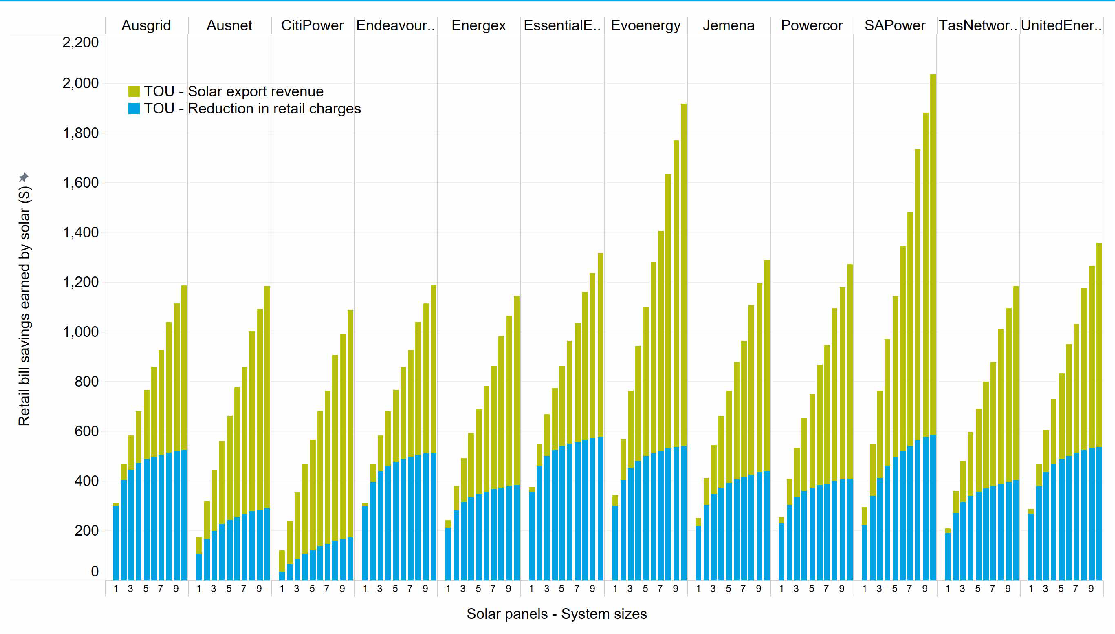 Ausgrid Ausnet CitiPower Endeavour.. Energex EssentialE.. Evoenergy Jemena Powercor SAPower TasNetwor.. UnitedEner..
2,200
2,000
TOU - Solar export revenue
TOU - Reduction in retail charges
1,800
1,600
1,400
1,200
1,000
800
600
400
200
0
Retail bill savings earned by solar ($)
1 3 5 7 9 1 3 5 7 9 1 3 5 7 9 1 3 5 7 9 1 3 5 7 9 1 3 5 7 9 1 3 5 7 9 1 3 5 7 9 1 3 5 7 9 1 3 5 7 9 1 3 5 7 9 1 3 5 7 9
Solar panels - System sizes